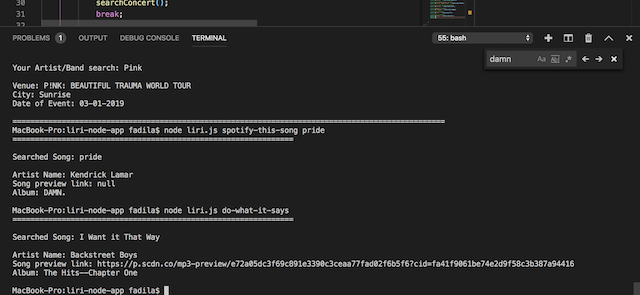 30
searchConcert();
31
break;
32
PROBLEMS 1 OUTPUT DEBUG CONSOLE TERMINAL
55: bash
damn
Aa Abl .*
Your Artist/Band search: Pink
Venue: P!NK: BEAUTIFUL TRAUMA WORLD TOUR
City: Sunrise
Date of Event: 03-01-2019
================================================================================================
MacBook-Pro:liri-node-app fadila$ node liri.js spotify-this-song pride
==============================================================
Searched Song: pride
Artist Name: Kendrick Lamar
Song preview link: null
Album: DAMN.
MacBook-Pro:liri-node-app fadila$ node liri.js do-what-it-says
==============================================================
Searched Song: I Want it That Way
Artist Name: Backstreet Boys
Song preview link: https://p.scdn.co/mp3-preview/e72a05dc3f69c891e3390c3ceaa77fad02f6b5f6?cid=fa41f9061be74e2d9f58c3b387a94416
Album: The Hits--Chapter One
MacBook-Pro:liri-node-app fadila$